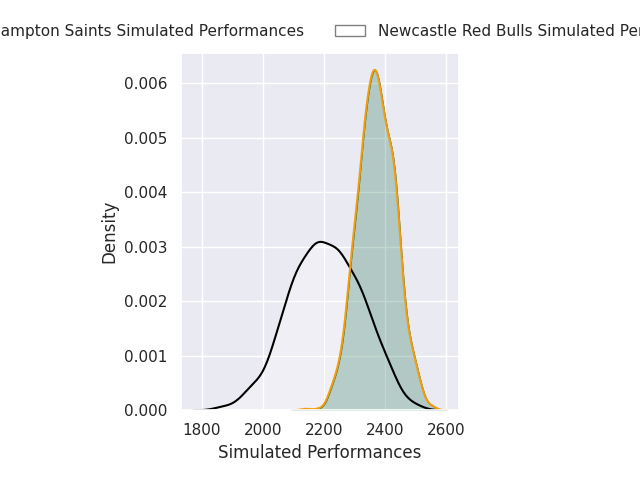 ampton Saints Simulated Performances
Newcastle Red Bulls Simulated Per
0.006
0.005
0.004
0.003
0.002
0.001
0.000
Density
1800 2000 2200 2400 2600
Simulated Performances